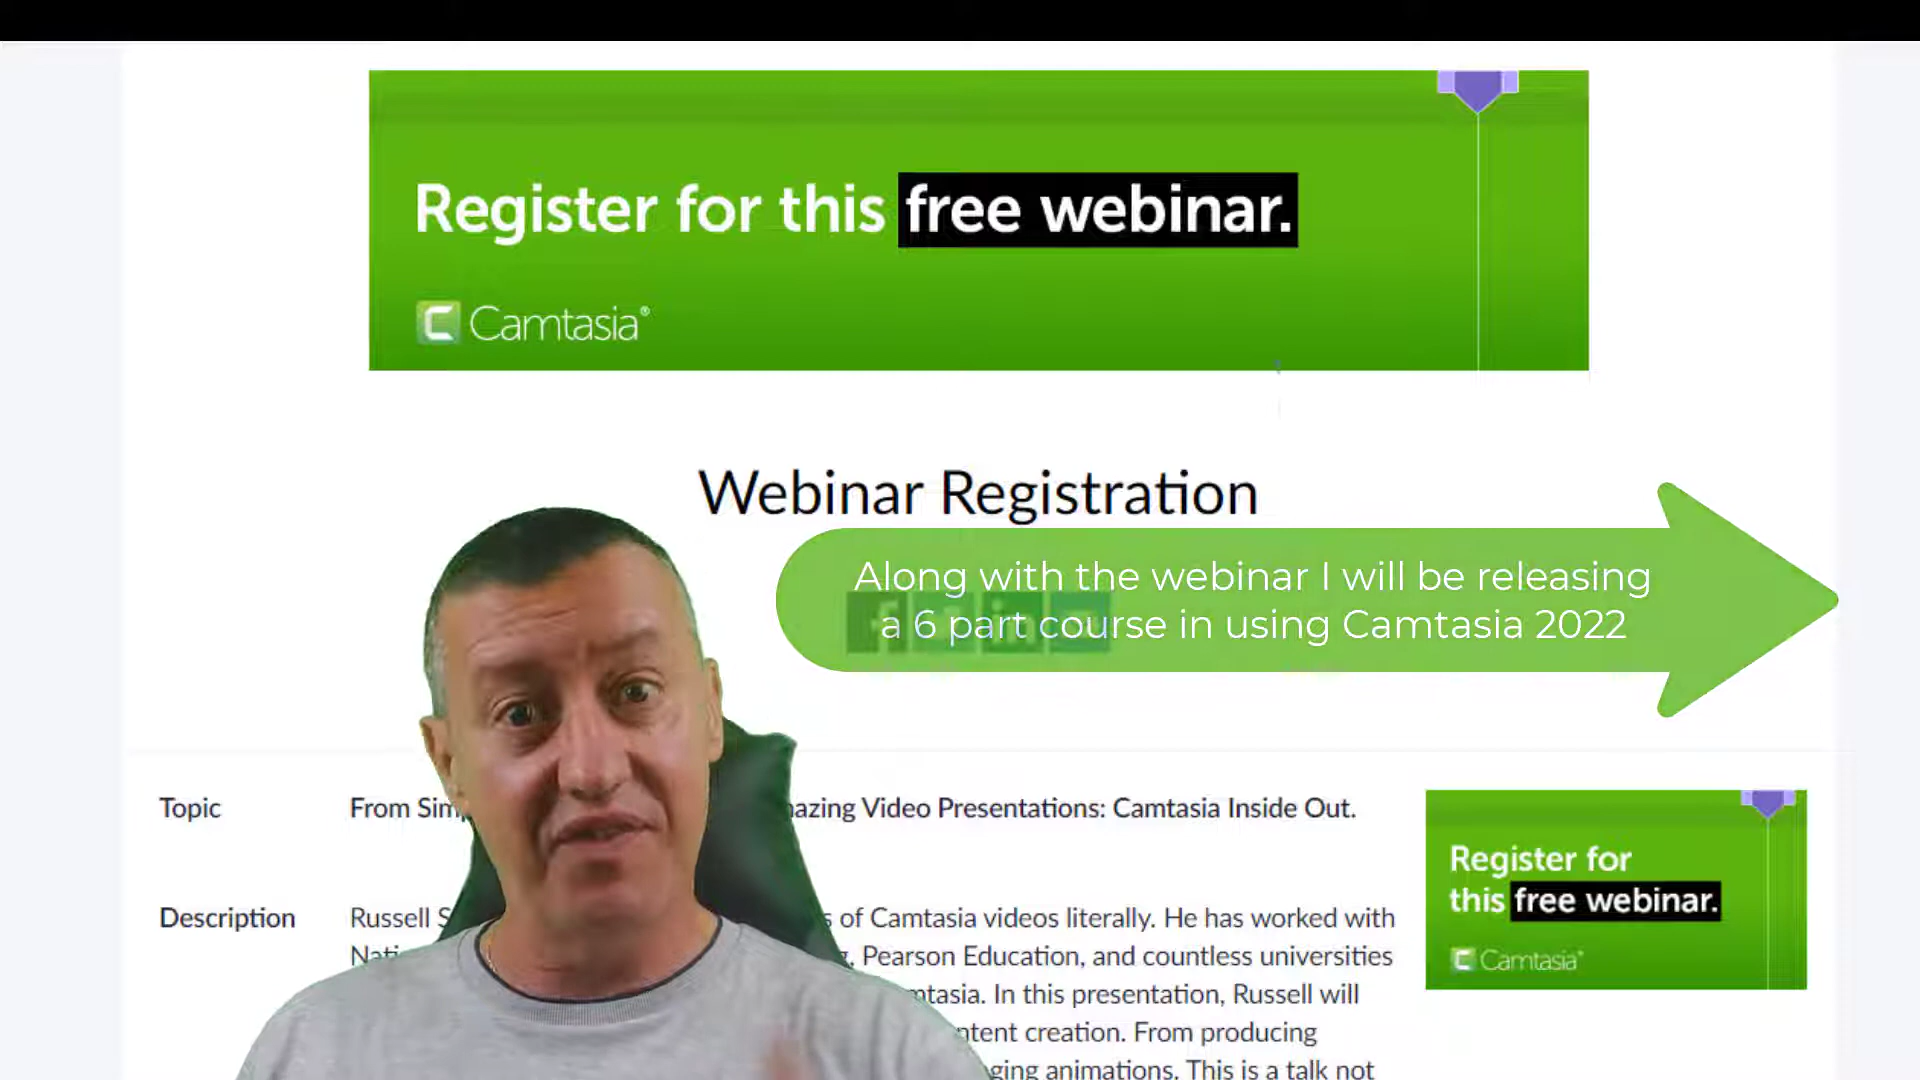 Register for this free webinar.
Camtasia®
Webinar Registration
Along with the webinar I will be releasing
a 6 part course in using Camtasia 2022
Topic
From Sim
azing Video Presentations: Camtasia Inside Out.
Register for
this free webinar.
Camtasia®
Description
Russell S
s of Camtasia videos literally. He has worked with
Nati
g, Pearson Education, and countless universities
mtasia. In this presentation, Russell will
ntent creation. From producing
ging animations. This is a talk not